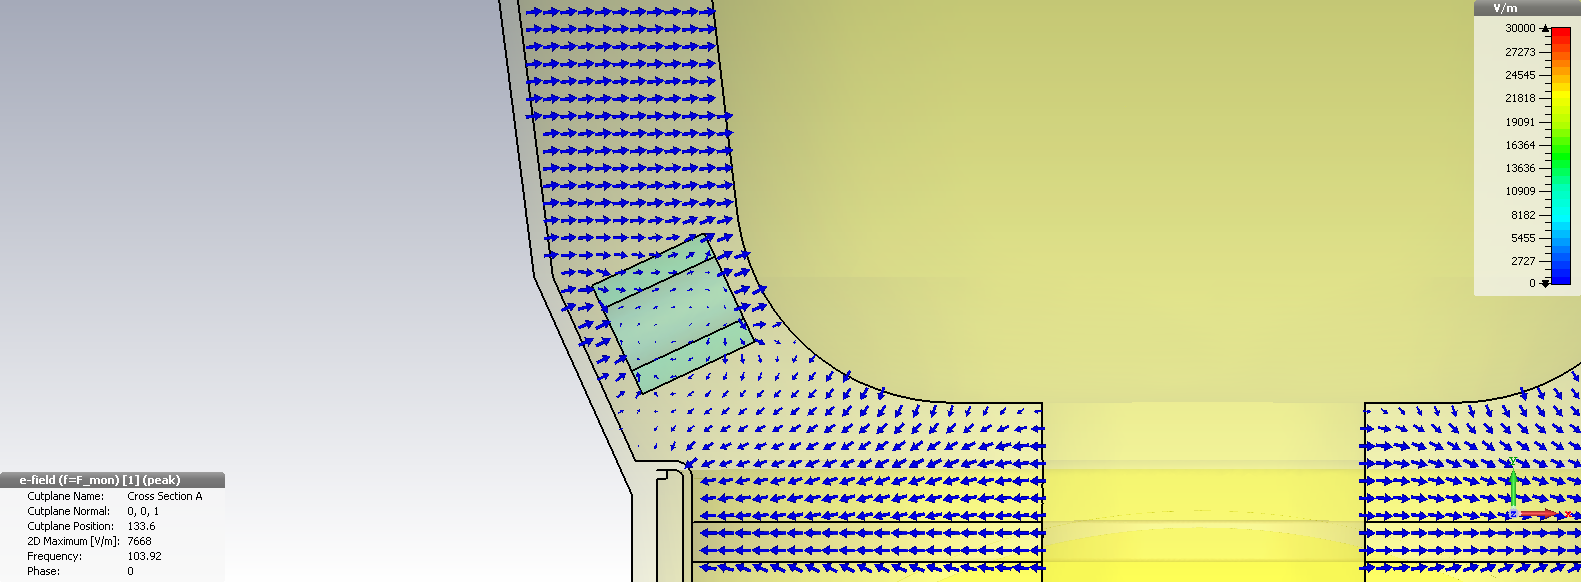 V/m
30000
27273
24545
21818
19091
16364
13636
10909
8182
5455
2727
0
e-field (f=F_mon) [1] (peak)
Cutplane Name: Cross Section A
Cutplane Normal: 0, 0, 1
Cutplane Position: 133.6
2D Maximum [V/m]: 7668
Frequency: 103.92
Phase: 0